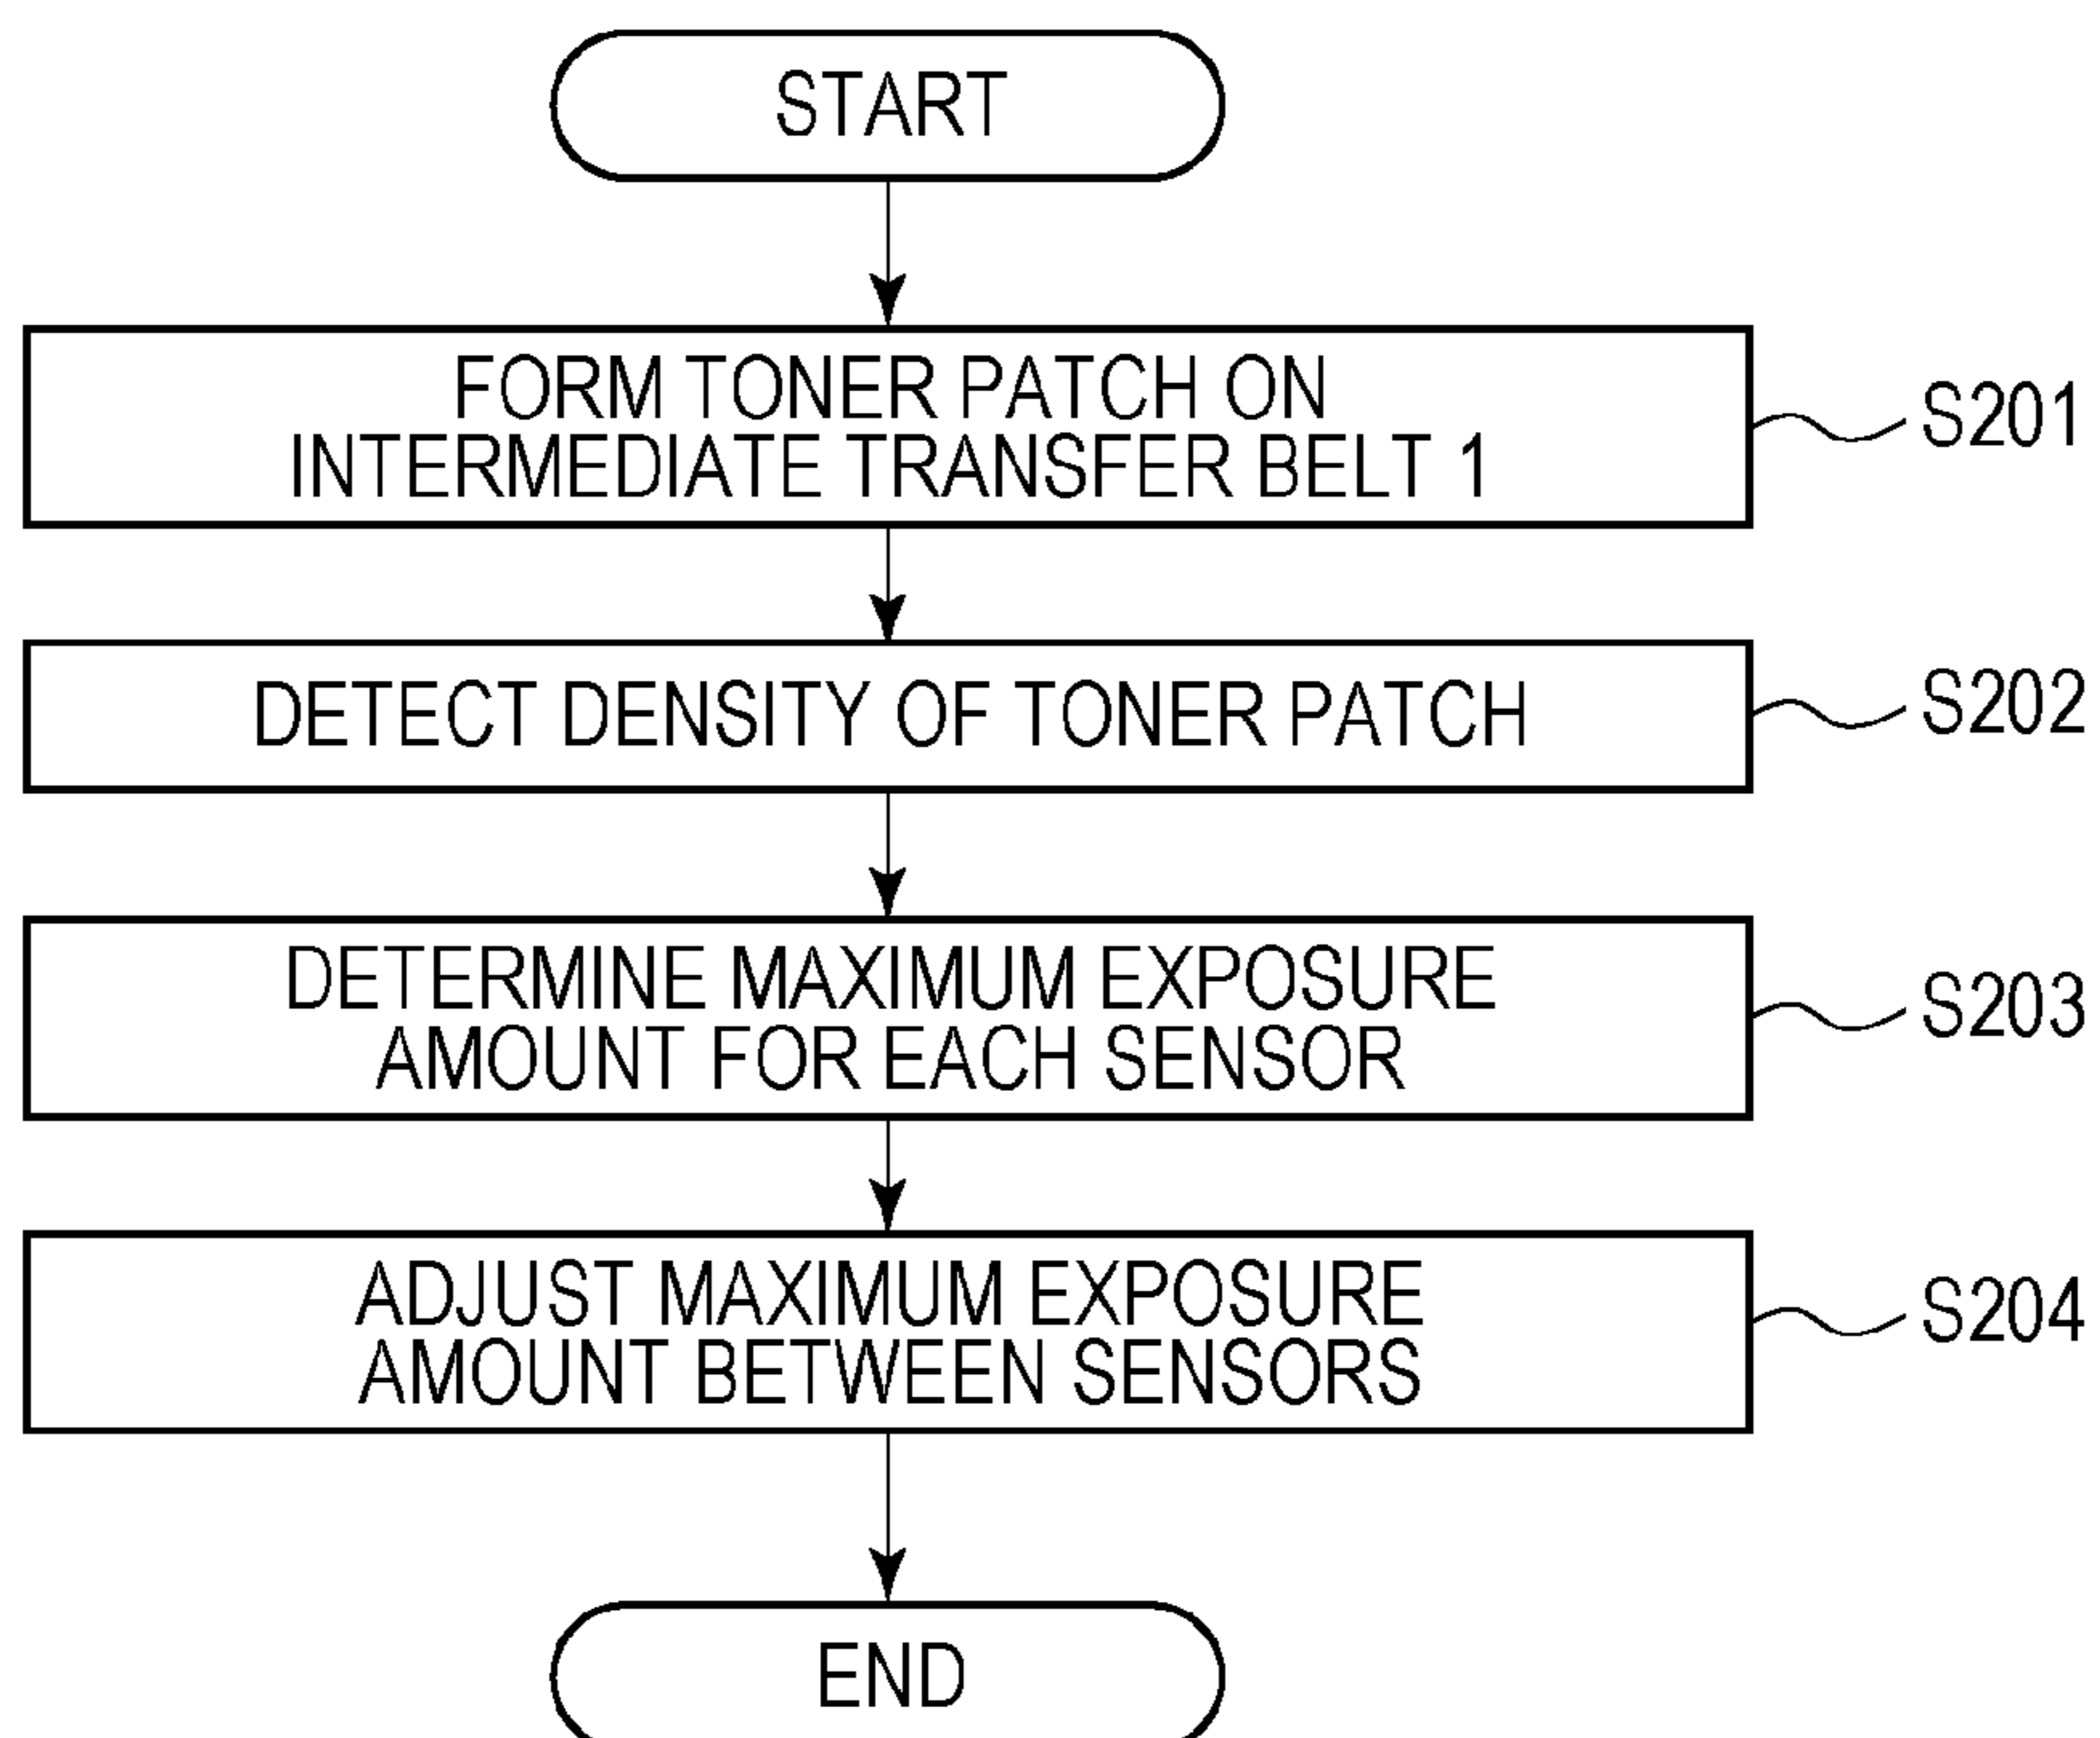 START
FORM TONER PATCH ON
INTERMEDIATE TRANSFER BELT 1
S201
DETECT DENSITY OF TONER PATCH
S202
DETERMINE MAXIMUM EXPOSURE
AMOUNT FOR EACH SENSOR
S203
ADJUST MAXIMUM EXPOSURE
AMOUNT BETWEEN SENSORS
S204
END